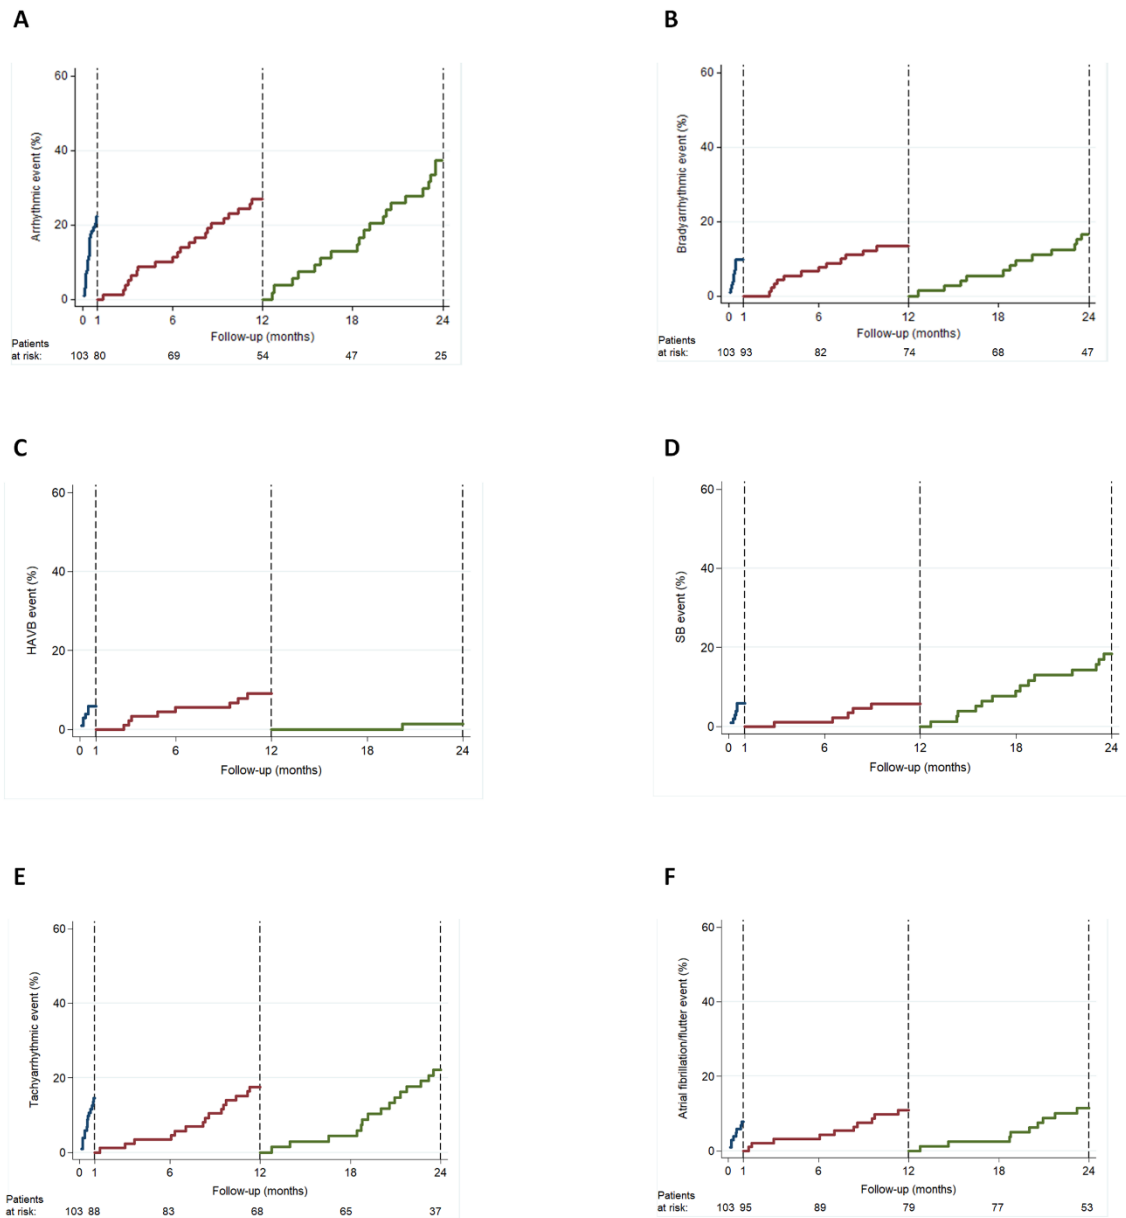 A
Arrhythmic event (%)
60
40
20
0
0 1 6 12 18 24
Follow-up (months)
Patients
at risk: 103 80 69 54 47 25
B
Bradyarrhythmic event (%)
60
40
20
0
0 1 6 12 18 24
Follow-up (months)
Patients
at risk: 103 93 82 74 68 47
C
HAVB event (%)
60
40
20
0
0 1 6 12 18 24
Follow-up (months)
D
SB event (%)
60
40
20
0
0 1 6 12 18 24
Follow-up (months)
E
Tachyarrhythmic event (%)
60
40
20
0
0 1 6 12 18 24
Follow-up (months)
Patients
at risk: 103 88 83 68 65 37
F
Atrial fibrillation/flutter event (%)
60
40
20
0
0 1 6 12 18 24
Follow-up (months)
Patients
at risk: 103 95 89 79 77 53